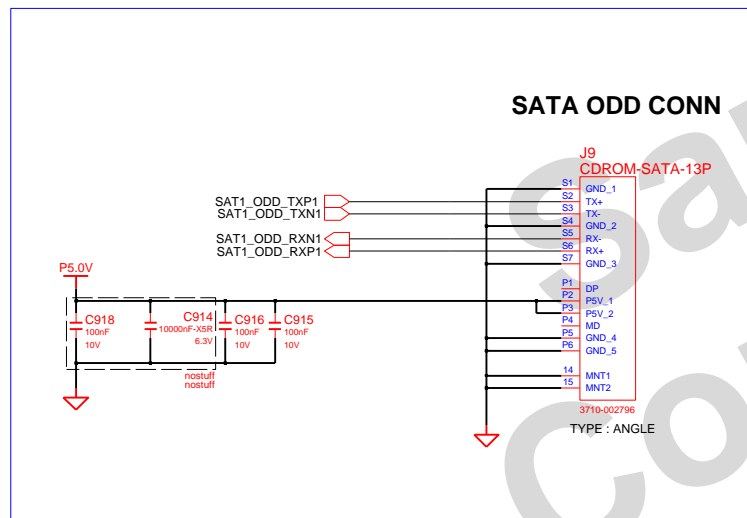 SATA ODD CONN
J9
CDROM-SATA-13P
S1 GND_1
SAT1_ODD_TXP1 S2 TX+
SAT1_ODD_TXN1 S3 TX-
S4 GND_2
SAT1_ODD_RXN1 S5 RX-
SAT1_ODD_RXP1 S6 RX+
S7 GND_3
P5.0V
P1 DP
P2 P5V_1
P3 P5V_2
P4 MD
P5 GND_4
P6 GND_5
C918 C914 C916 C915
100nF 10000nF-X5R 100nF 100nF
10V 6.3V 10V 10V
nostuff
nostuff
14 MNT1
15 MNT2
3710-002796
TYPE : ANGLE
Sa
Co